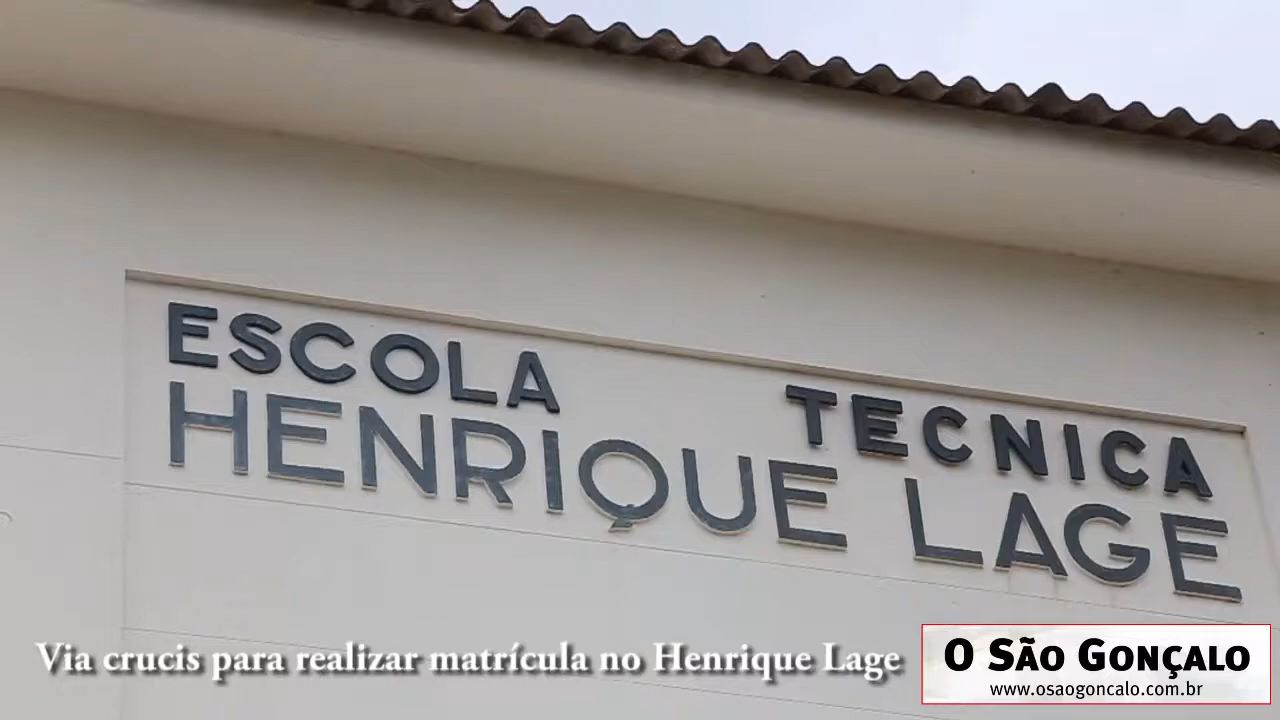 ESCOLA TECNICA
HENRIQUE LAGE
Via crucis para realizar matrícula no Henrique Lage
O SÃO GONÇALO
www.osaogoncalo.com.br